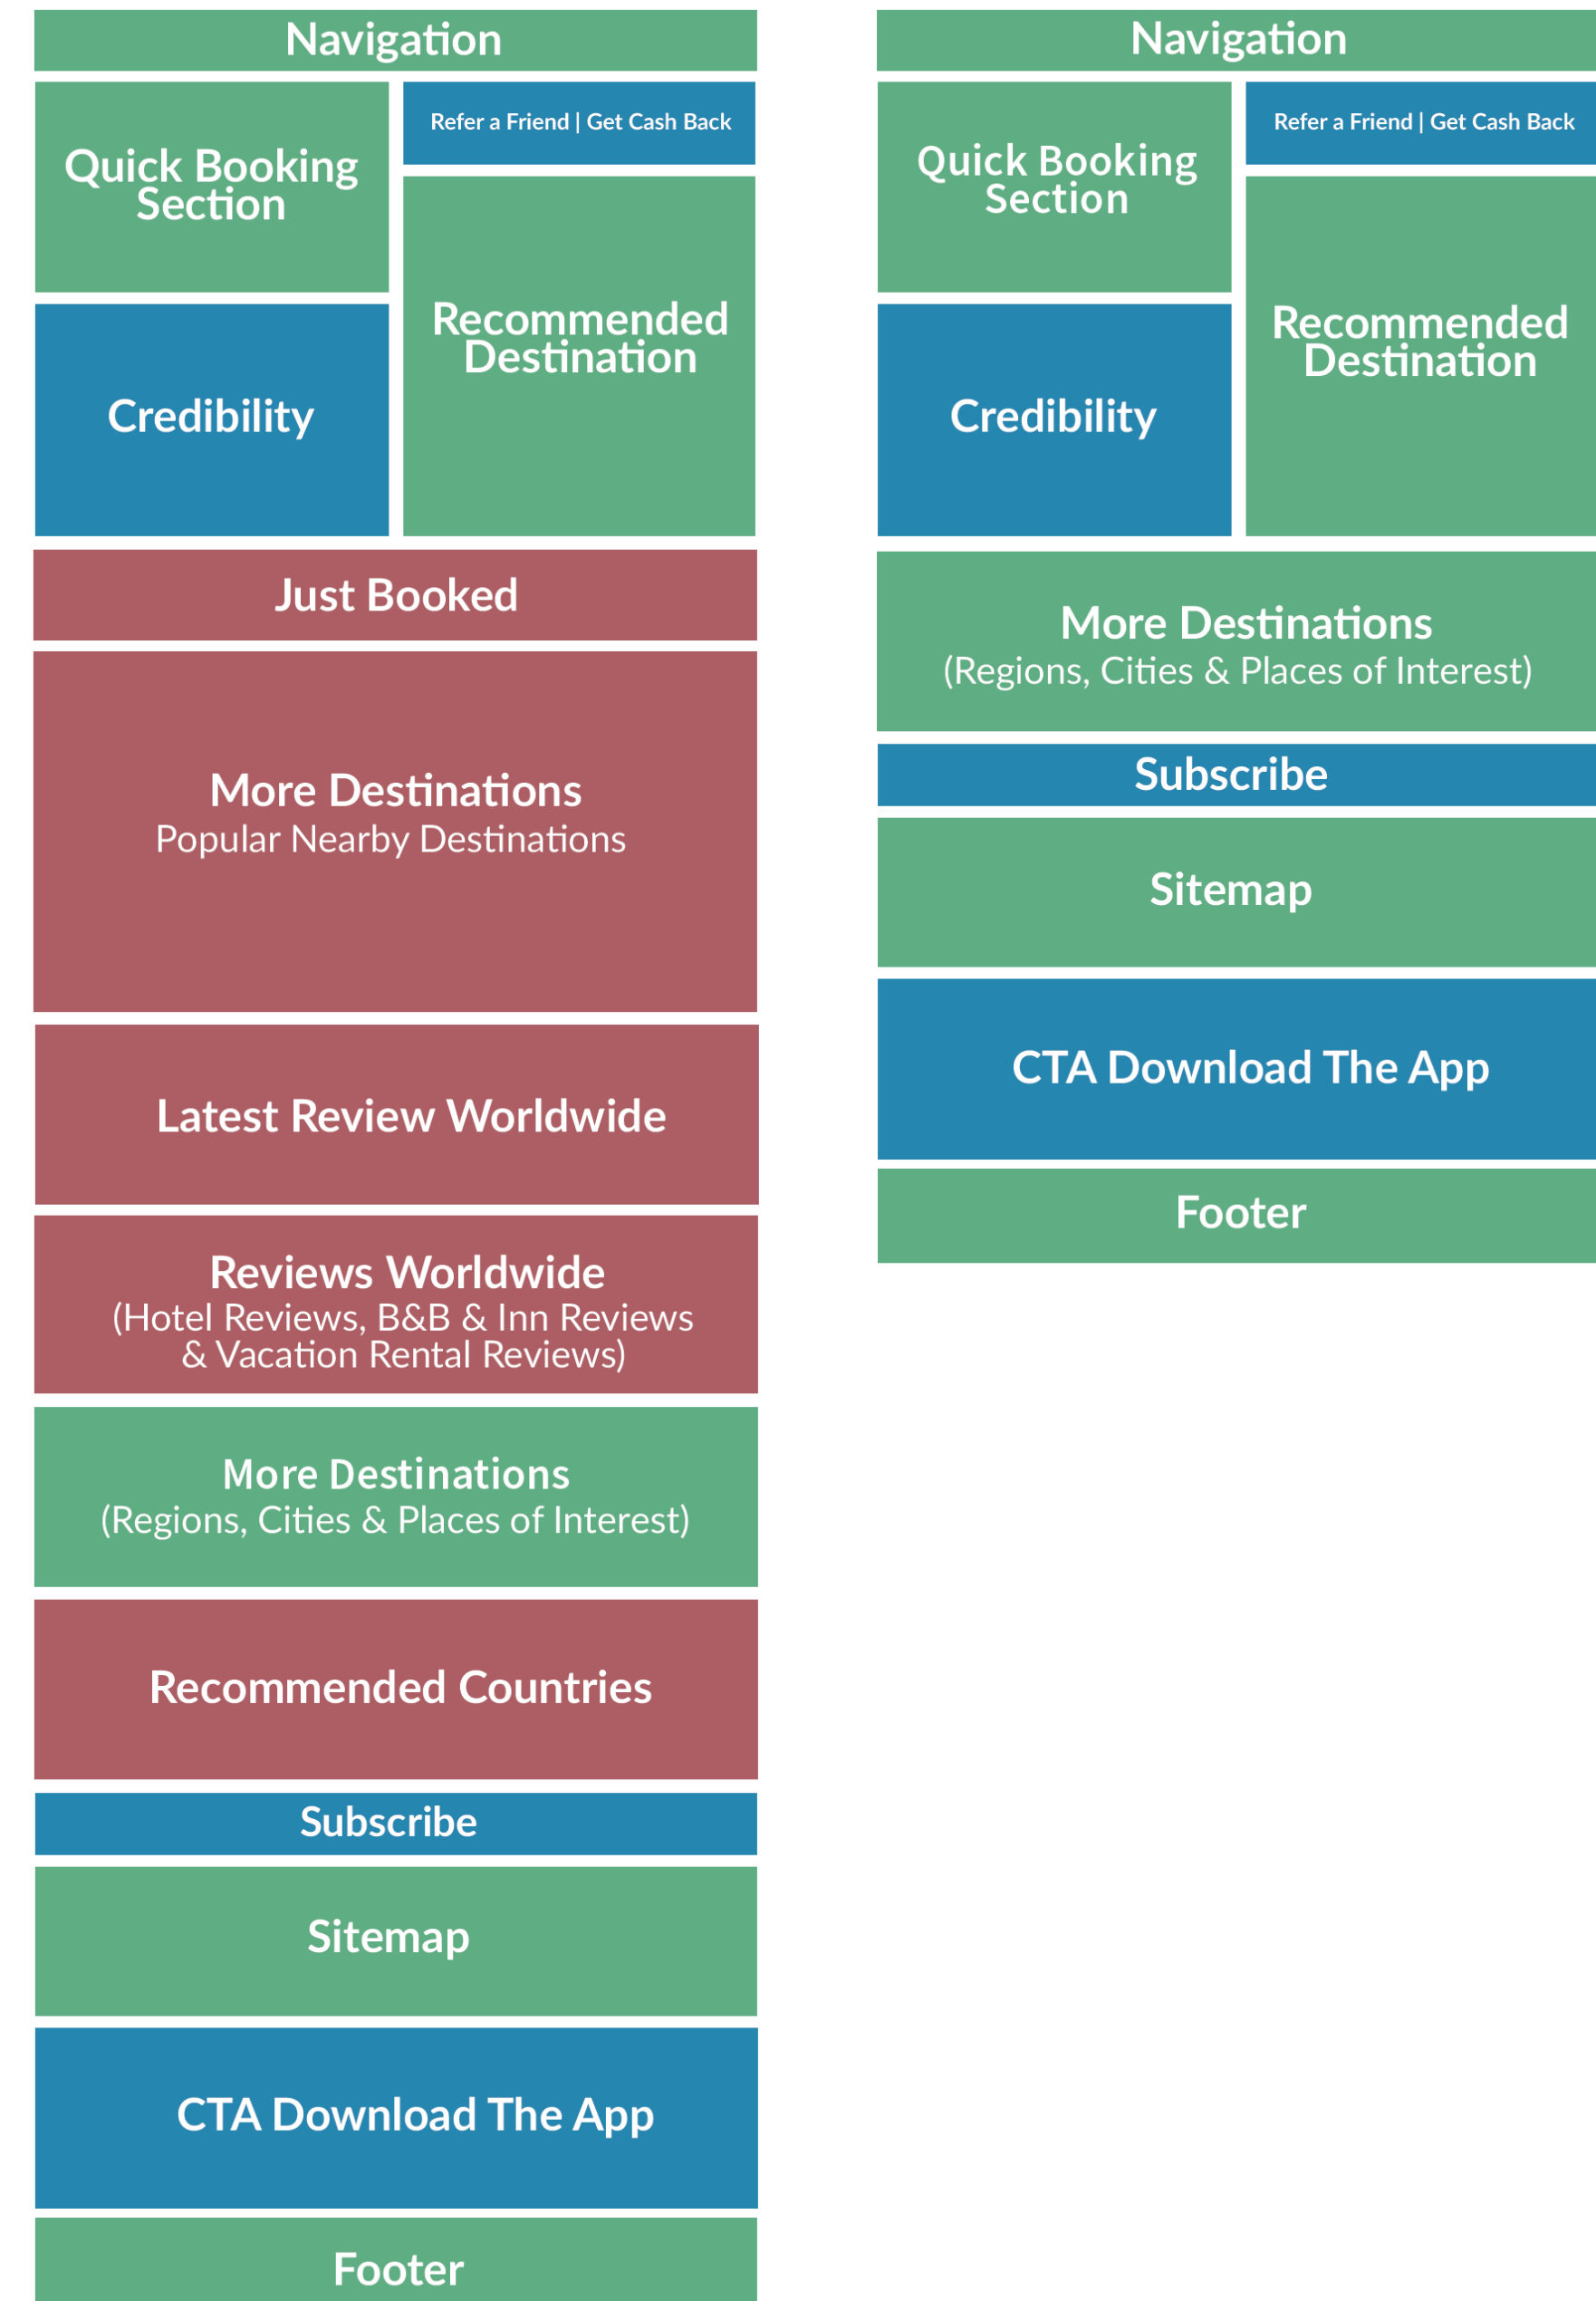 Navigation
Quick Booking
Section
Refer a Friend | Get Cash Back
Recommended
Destination
Credibility
Just Booked
More Destinations
Popular Nearby Destinations
Latest Review Worldwide
Reviews Worldwide
(Hotel Reviews, B&B & Inn Reviews
& Vacation Rental Reviews)
More Destinations
(Regions, Cities & Places of Interest)
Recommended Countries
Subscribe
Sitemap
CTA Download The App
Footer
Navigation
Quick Booking
Section
Refer a Friend | Get Cash Back
Recommended
Destination
Credibility
More Destinations
(Regions, Cities & Places of Interest)
Subscribe
Sitemap
CTA Download The App
Footer